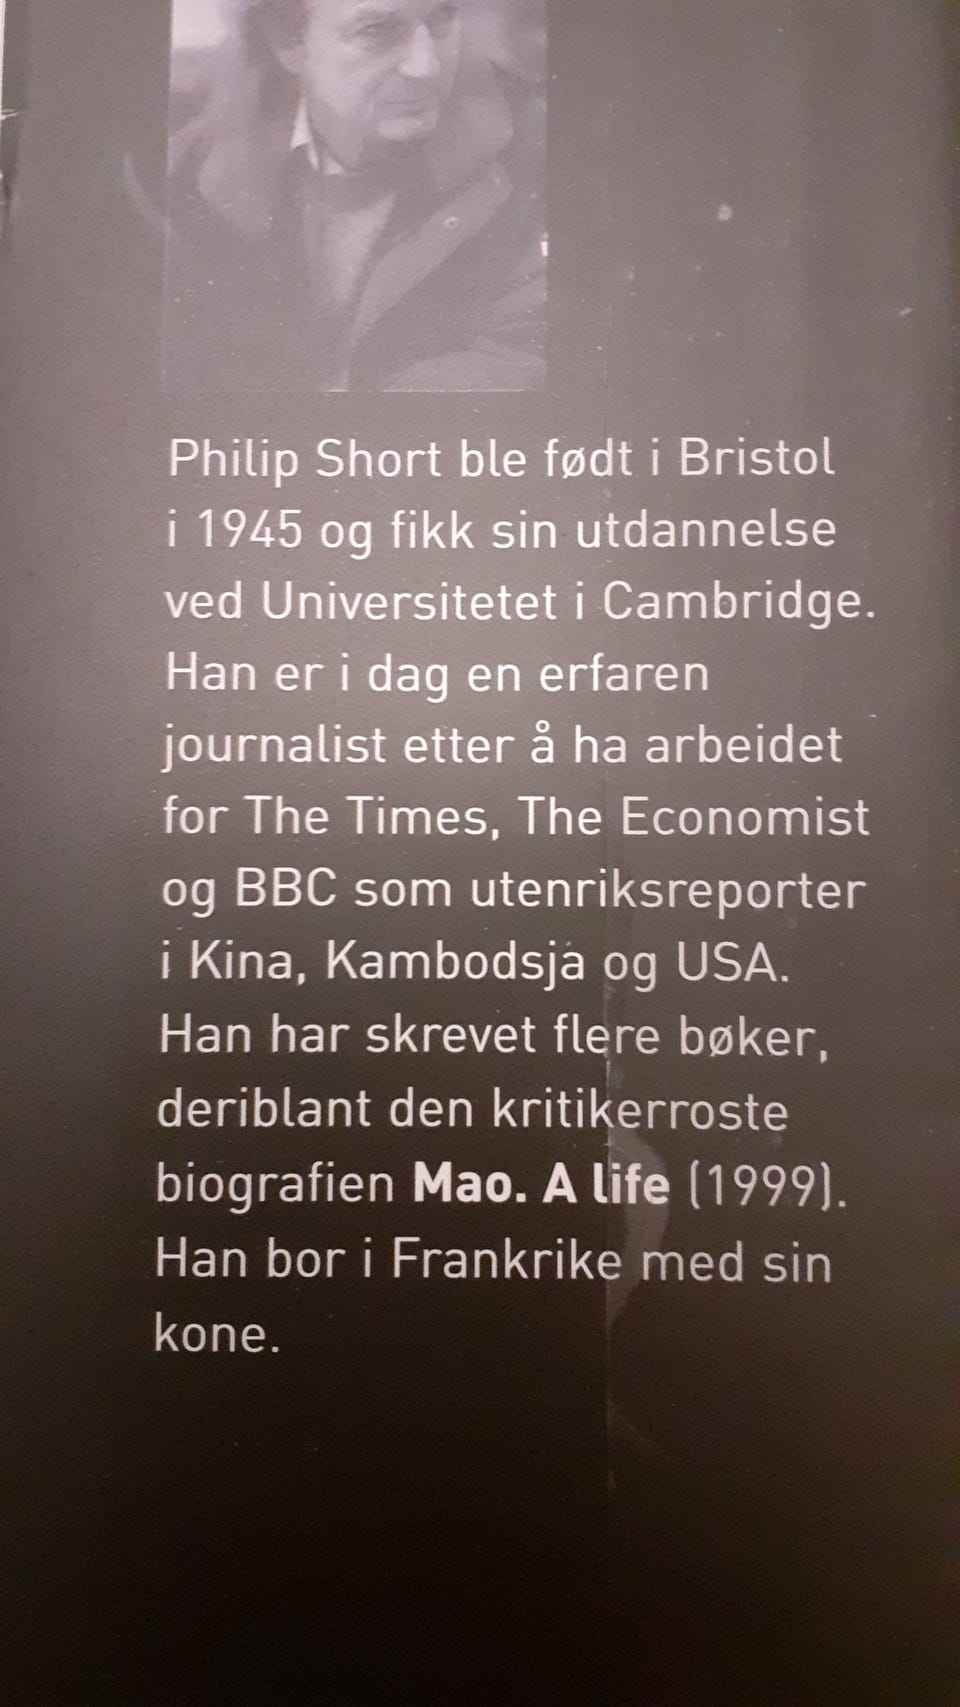 Philip Short ble født i Bristol
i 1945 og fikk sin utdannelse
ved Universitetet i Cambridge.
Han er i dag en erfaren
journalist etter å ha arbeidet
for The Times, The Economist
og BBC som utenriksreporter
i Kina, Kambodsja og USA.
Han har skrevet flere bøker,
deriblant den kritikerroste
biografien Mao. A life (1999).
Han bor i Frankrike med sin
kone.